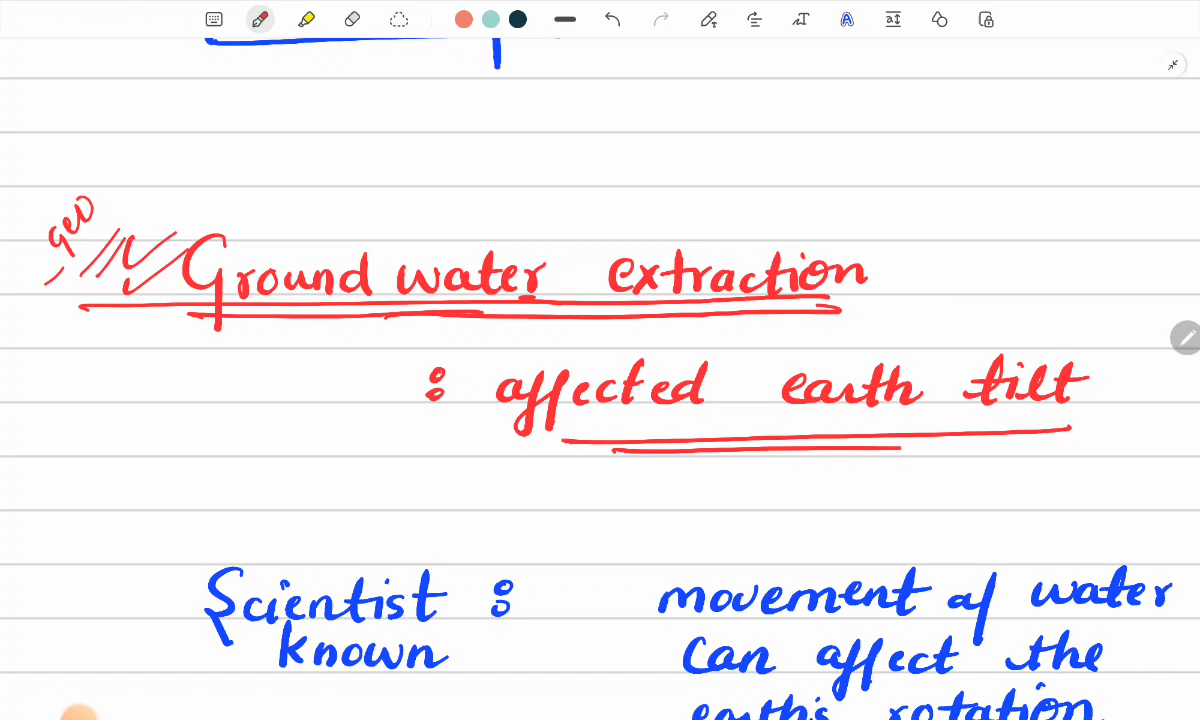 geo
Ground water extraction
: affected earth tilt
Scientist : movement of water
known can affect the
earth's rotation